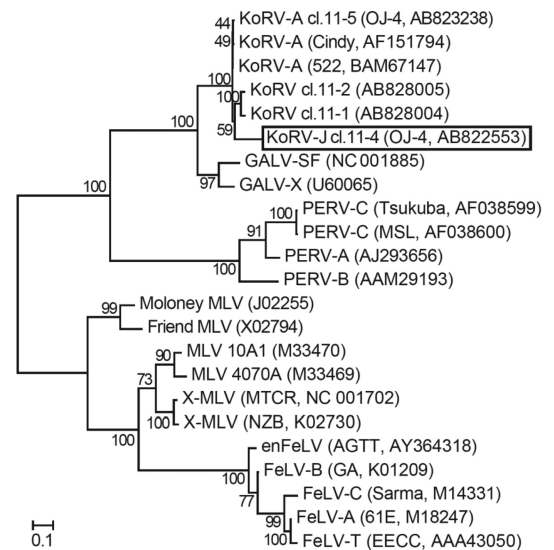 44
KoRV-A cl.11-5 (OJ-4, AB823238)
49
KoRV-A (Cindy, AF151794)
KoRV-A (522, BAM67147)
100
KoRV cl.11-2 (AB828005)
100
KoRV cl.11-1 (AB828004)
100
59
KoRV-J cl.11-4 (OJ-4, AB822553)
GALV-SF (NC 001885)
97
GALV-X (U60065)
100
100
PERV-C (Tsukuba, AF038599)
91
PERV-C (MSL, AF038600)
PERV-A (AJ293656)
100
PERV-B (AAM29193)
99
Moloney MLV (J02255)
Friend MLV (X02794)
90
MLV 10A1 (M33470)
73
MLV 4070A (M33469)
X-MLV (MTCR, NC 001702)
100
X-MLV (NZB, K02730)
100
enFeLV (AGTT, AY364318)
100
FeLV-B (GA, K01209)
77
FeLV-C (Sarma, M14331)
99
FeLV-A (61E, M18247)
100
FeLV-T (EECC, AAA43050)
0.1